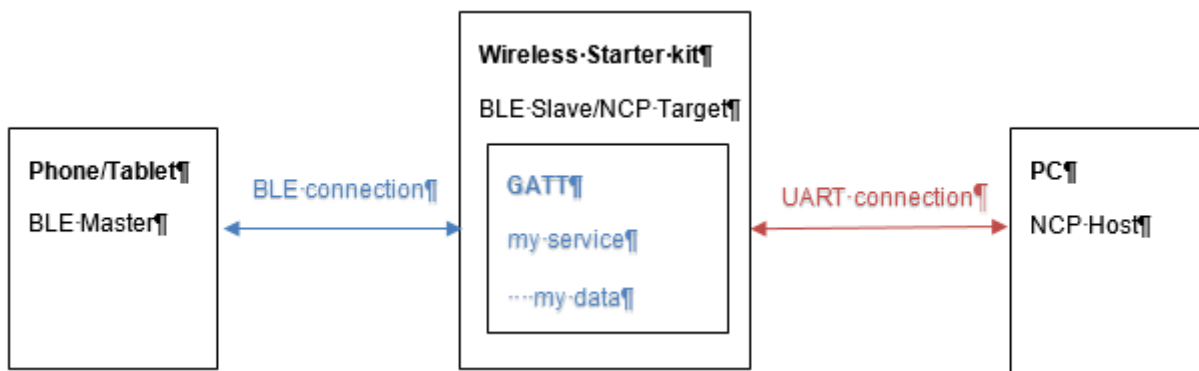 Phone/Tablet¶
BLE·Master¶
BLE·connection¶
Wireless·Starter·kit¶
BLE·Slave/NCP·Target¶
GATT¶
my·service¶
····my·data¶
UART·connection¶
PC¶
NCP·Host¶